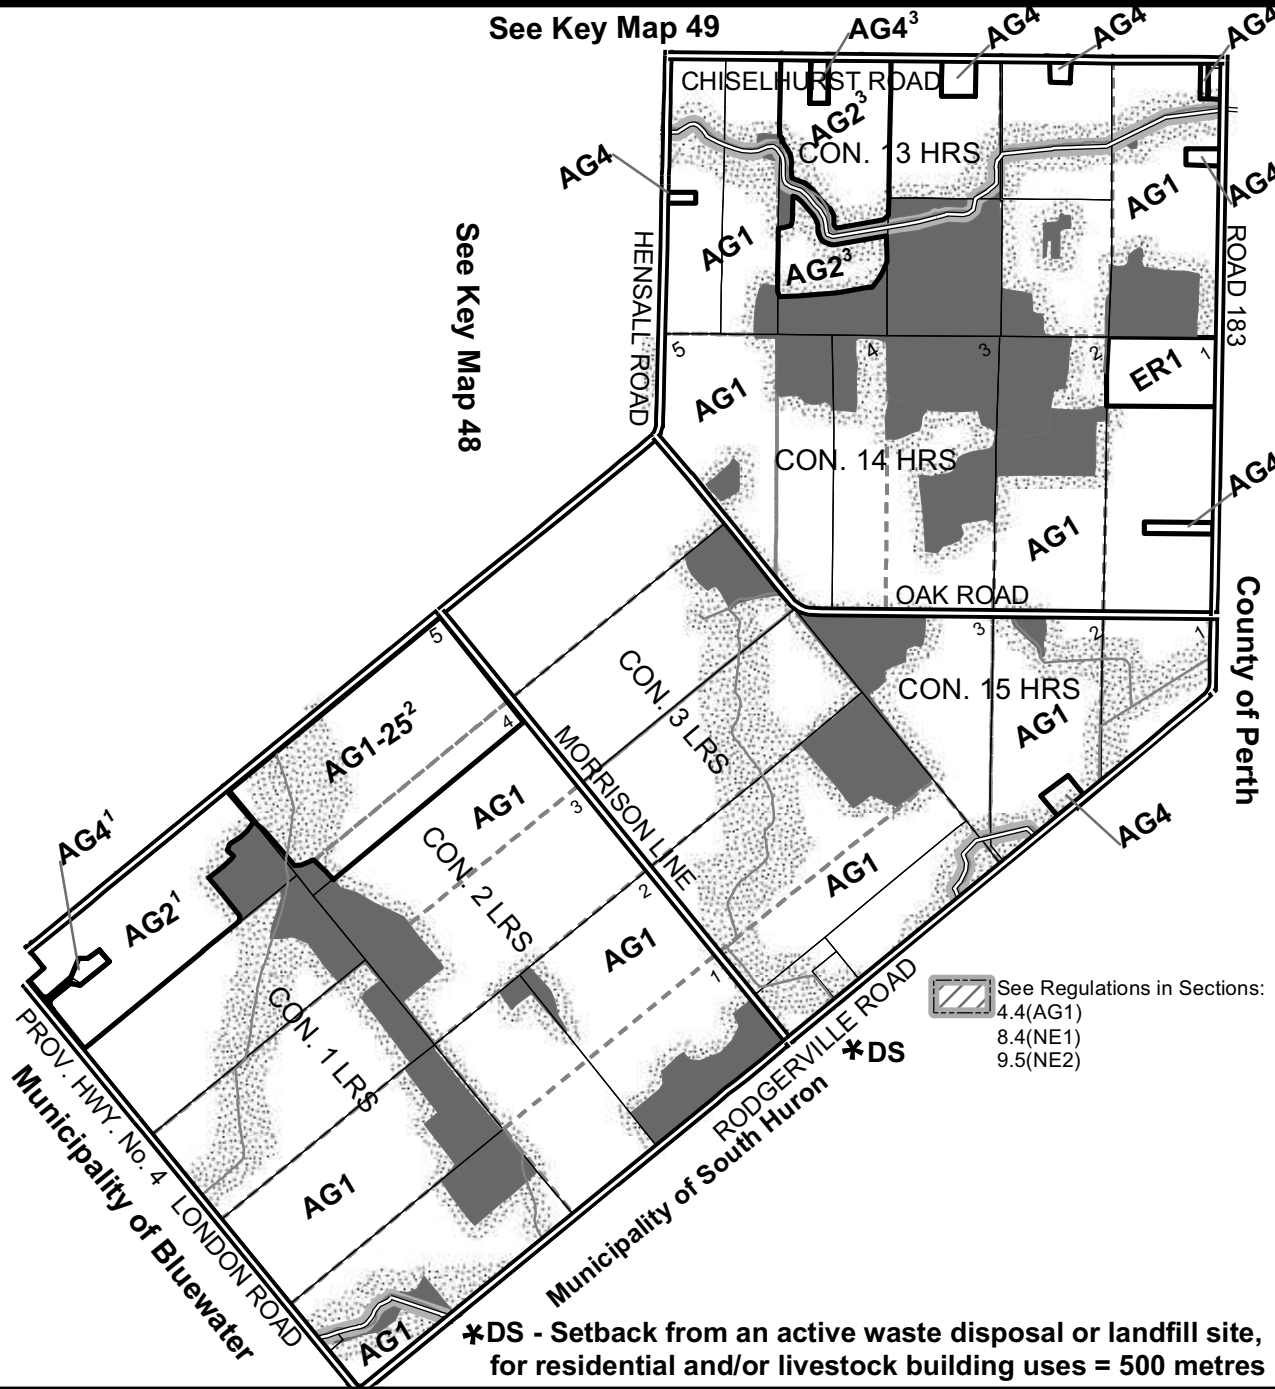 See Key Map 49
AG4³
AG4
AG4
AG4
CHISELHURST ROAD
AG2³
CON. 13 HRS
AG4
AG1
AG4
See Key Map 48
HENSALL ROAD
AG1
AG2³
ROAD 183
5
4
3
2
1
ER1
AG1
CON. 14 HRS
AG4
AG1
OAK ROAD
County of Perth
3
2
1
5
CON. 3 LRS
CON. 15 HRS
AG1
AG1-25²
4
MORRISON LINE
AG1
3
AG4
AG4¹
CON. 2 LRS
AG1
2
AG2¹
AG1
1
CON. 1 LRS
RODGERVILLE ROAD
See Regulations in Sections:
4.4(AG1)
8.4(NE1)
9.5(NE2)
*DS
PROV. HWY. No. 4 LONDON ROAD
Municipality of Bluewater
AG1
Municipality of South Huron
AG1
*DS - Setback from an active waste disposal or landfill site,
for residential and/or livestock building uses = 500 metres